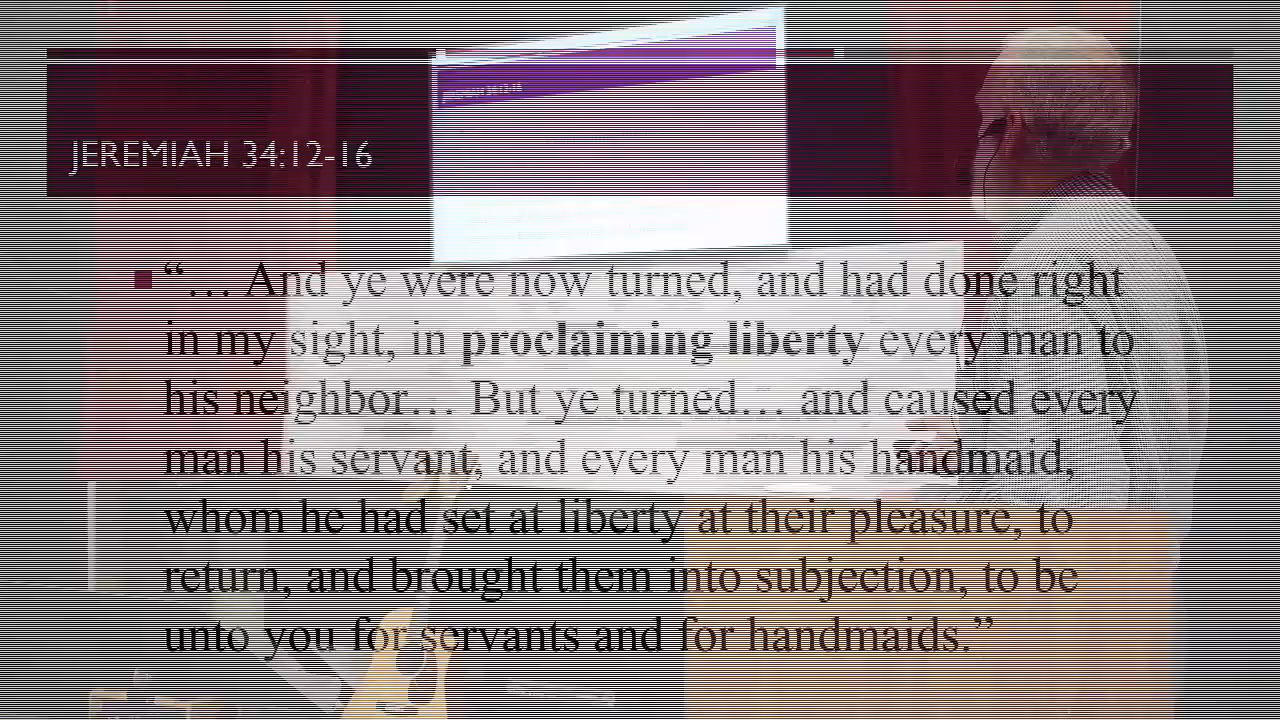 JEREMIAH 34:12-16
“… And ye were now turned, and had done right
in my sight, in proclaiming liberty every man to
his neighbor… But ye turned… and caused every
man his servant, and every man his handmaid,
whom he had set at liberty at their pleasure, to
return, and brought them into subjection, to be
unto you for servants and for handmaids.”